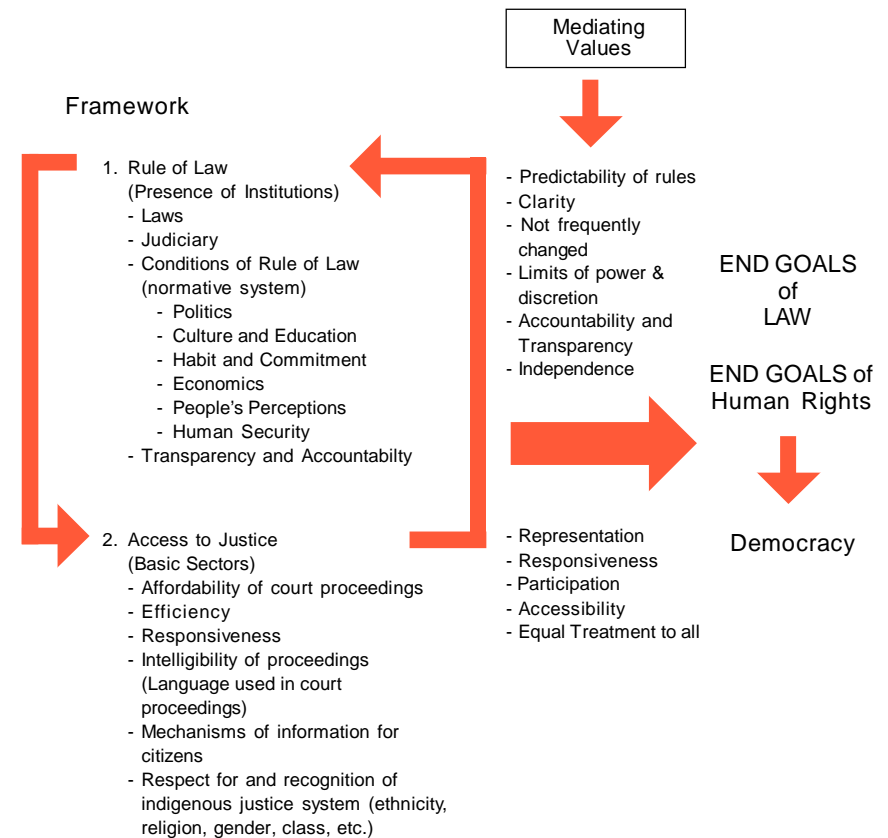 Mediating
Values
Framework
1. Rule of Law
(Presence of Institutions)
- Laws
- Judiciary
- Conditions of Rule of Law
(normative system)
- Politics
- Culture and Education
- Habit and Commitment
- Economics
- People's Perceptions
- Human Security
- Transparency and Accountabilty
2. Access to Justice
(Basic Sectors)
- Affordability of court proceedings
- Efficiency
- Responsiveness
- Intelligibility of proceedings
(Language used in court
proceedings)
- Mechanisms of information for
citizens
- Respect for and recognition of
indigenous justice system (ethnicity,
religion, gender, class, etc.)
- Predictability of rules
- Clarity
- Not frequently
changed
- Limits of power &
discretion
- Accountability and
Transparency
- Independence
- Representation
- Responsiveness
- Participation
- Accessibility
- Equal Treatment to all
END GOALS
of
LAW
END GOALS of
Human Rights
Democracy